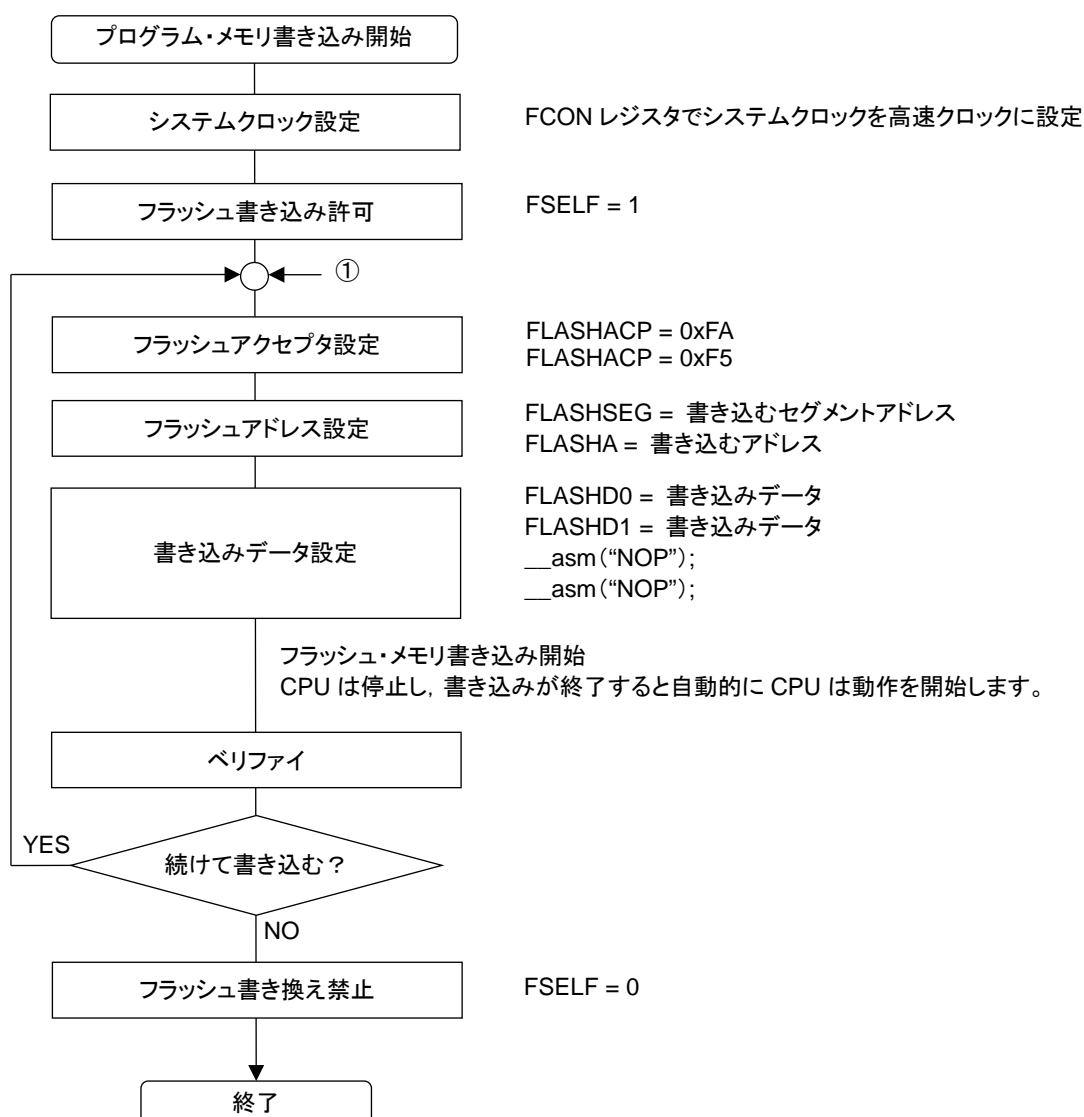 プログラム・メモリ書き込み開始
システムクロック設定
FCON レジスタでシステムクロックを高速クロックに設定
フラッシュ書き込み許可
FSELF = 1
①
フラッシュアクセプタ設定
FLASHACP = 0xFA
FLASHACP = 0xF5
フラッシュアドレス設定
FLASHSEG = 書き込むセグメントアドレス
FLASHA = 書き込むアドレス
書き込みデータ設定
FLASHD0 = 書き込みデータ
FLASHD1 = 書き込みデータ
__asm(“NOP”);
__asm(“NOP”);
フラッシュ・メモリ書き込み開始
CPU は停止し，書き込みが終了すると自動的に CPU は動作を開始します。
ベリファイ
YES
続けて書き込む？
NO
フラッシュ書き換え禁止
FSELF = 0
終了